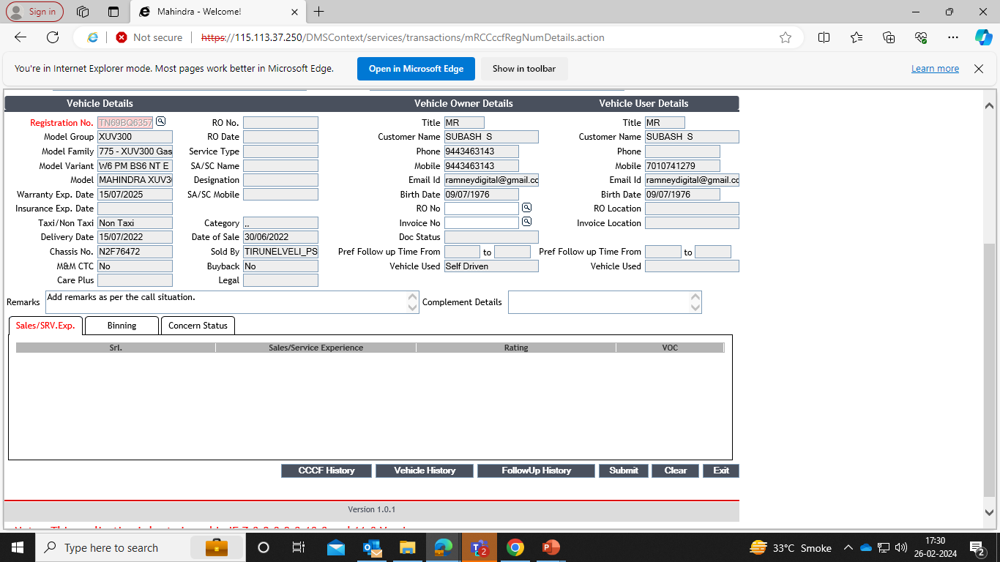 Sign in
Mahindra - Welcome!
Not secure https://115.113.37.250/DMSContext/services/transactions/mRCCccfRegNumDetails.action
You're in Internet Explorer mode. Most pages work better in Microsoft Edge. Open in Microsoft Edge Show in toolbar Learn more
Vehicle Details Vehicle Owner Details Vehicle User Details
Registration No. TN69BQ6357 RO No. Title MR Title MR
Model Group XUV300 RO Date Customer Name SUBASH S Customer Name SUBASH S
Model Family 775 - XUV300 Gas Service Type Phone 9443463143 Phone
Model Variant W6 PM BS6 NT E SA/SC Name Mobile 9443463143 Mobile 7010741279
Model MAHINDRA XUV3 Designation Email Id ramneydigital@gmail.cc Email Id ramneydigital@gmail.cc
Warranty Exp. Date 15/07/2025 SA/SC Mobile Birth Date 09/07/1976 Birth Date 09/07/1976
Insurance Exp. Date RO No RO Location
Taxi/Non Taxi Non Taxi Category .. Invoice No Invoice Location
Delivery Date 15/07/2022 Date of Sale 30/06/2022 Doc Status
Chassis No. N2F76472 Sold By TIRUNELVELI_PS Pref Follow up Time From to Pref Follow up Time From to
M&M CTC No Buyback No Vehicle Used Self Driven Vehicle Used
Care Plus Legal
Remarks Add remarks as per the call situation. Complement Details
Sales/SRV.Exp. Binning Concern Status
Srl. Sales/Service Experience Rating VOC
CCCF History Vehicle History FollowUp History Submit Clear Exit
Version 1.0.1
Type here to search 33°C Smoke 17:30
26-02-2024
2
2